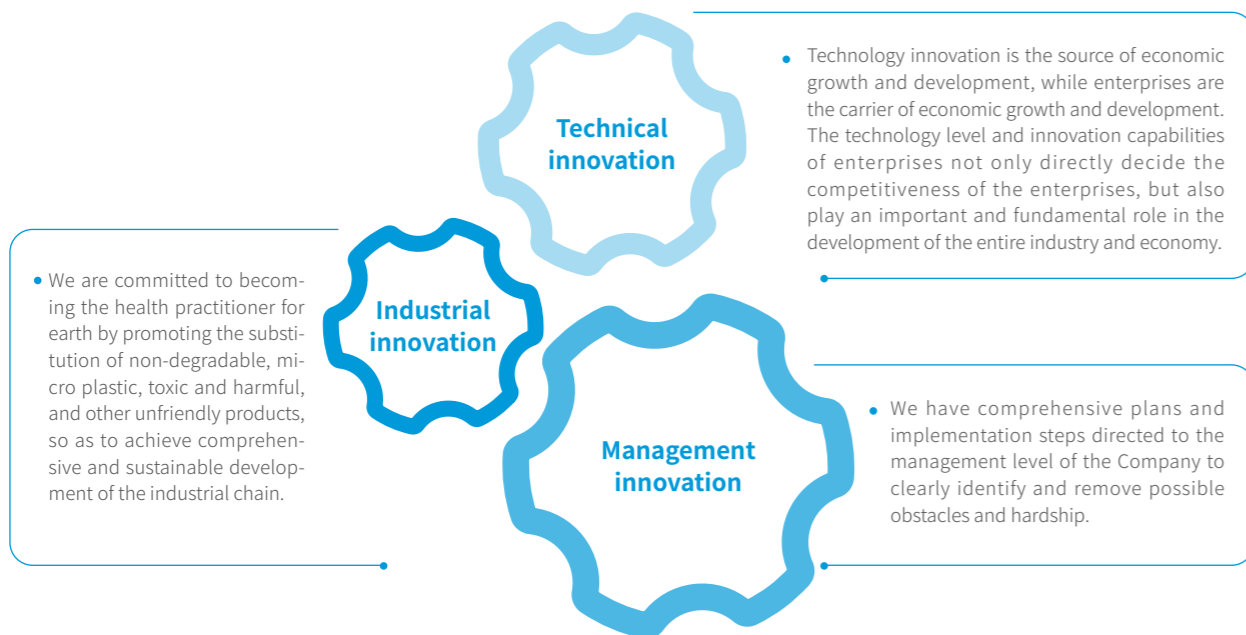 Technical
innovation
Technology innovation is the source of economic
growth and development, while enterprises are
the carrier of economic growth and development.
The technology level and innovation capabilities
of enterprises not only directly decide the
competitiveness of the enterprises, but also
play an important and fundamental role in the
development of the entire industry and economy.
Industrial
innovation
We are committed to becom-
ing the health practitioner for
earth by promoting the substi-
tution of non-degradable, mi-
cro plastic, toxic and harmful,
and other unfriendly products,
so as to achieve comprehen-
sive and sustainable develop-
ment of the industrial chain.
Management
innovation
We have comprehensive plans and
implementation steps directed to the
management level of the Company to
clearly identify and remove possible
obstacles and hardship.